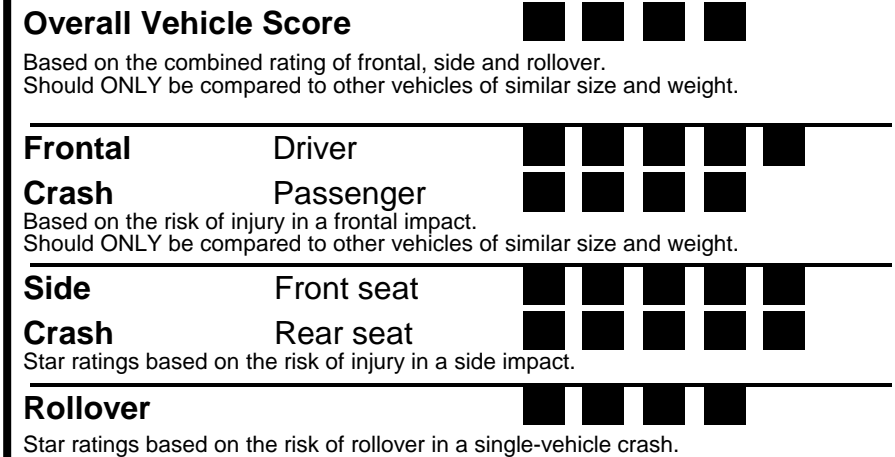 Overall Vehicle Score
Based on the combined rating of frontal, side and rollover.
Should ONLY be compared to other vehicles of similar size and weight.
Frontal Driver
Crash Passenger
Based on the risk of injury in a frontal impact.
Should ONLY be compared to other vehicles of similar size and weight.
Side Front seat
Crash Rear seat
Star ratings based on the risk of injury in a side impact.
Rollover
Star ratings based on the risk of rollover in a single-vehicle crash.